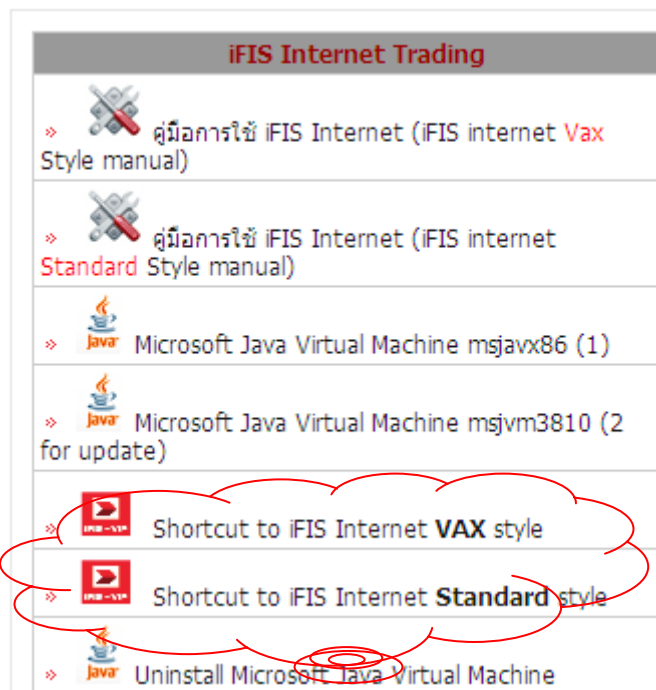 iFIS Internet Trading
» คู่มือการใช้ iFIS Internet (iFIS internet Vax
Style manual)
» คู่มือการใช้ iFIS Internet (iFIS internet
Standard Style manual)
» Java Microsoft Java Virtual Machine msjavx86 (1)
» Java Microsoft Java Virtual Machine msjvm3810 (2
for update)
» Shortcut to iFIS Internet VAX style
» Shortcut to iFIS Internet Standard style
» Java Uninstall Microsoft Java Virtual Machine